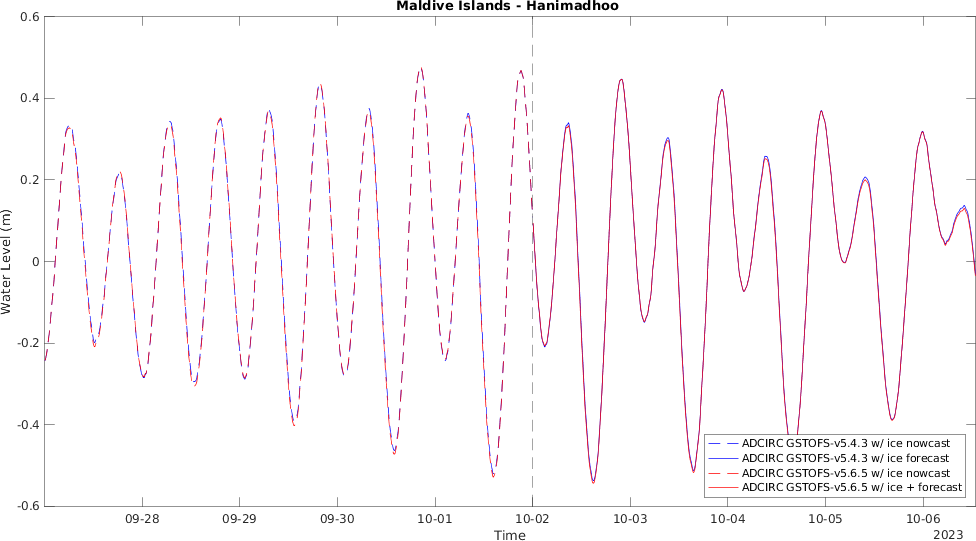 Maldive Islands - Hanimadhoo
0.6
0.4
0.2
0
-0.2
-0.4
-0.6
Water Level (m)
ADCIRC GSTOFS-v5.4.3 w/ ice nowcast
ADCIRC GSTOFS-v5.4.3 w/ ice forecast
ADCIRC GSTOFS-v5.6.5 w/ ice nowcast
ADCIRC GSTOFS-v5.6.5 w/ ice + forecast
09-28 09-29 09-30 10-01 10-02 10-03 10-04 10-05 10-06
Time
2023